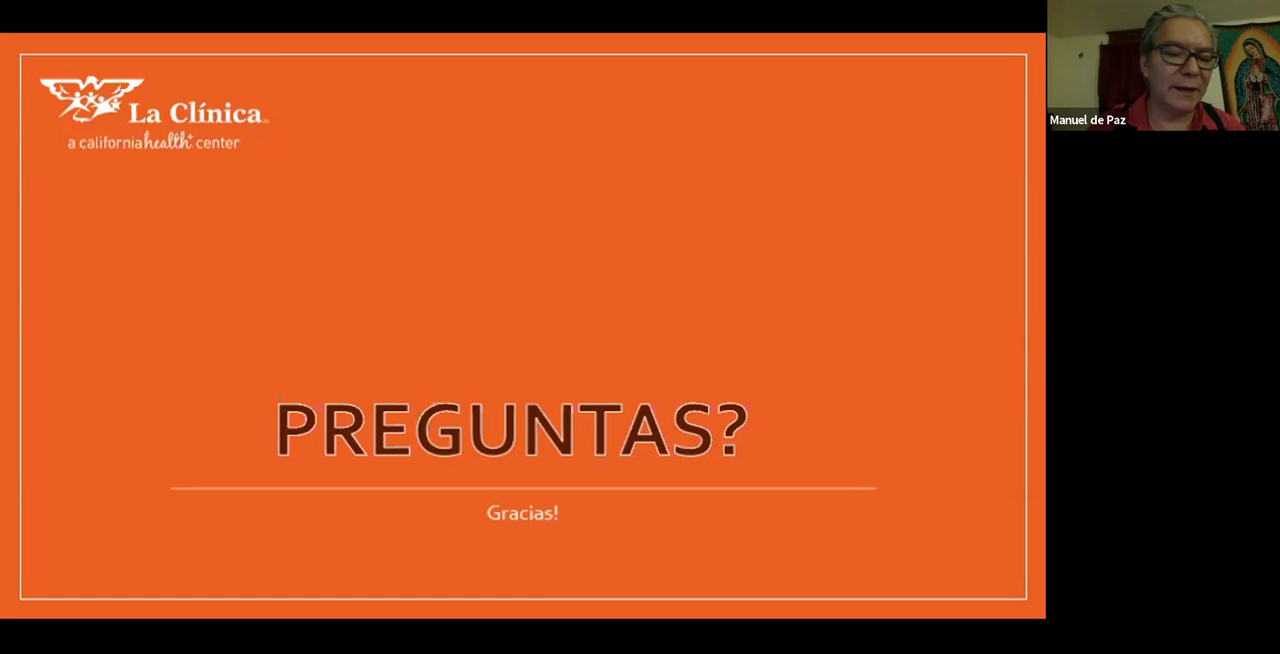 La Clínica
a california health+ center
Manuel de Paz
PREGUNTAS?
Gracias!